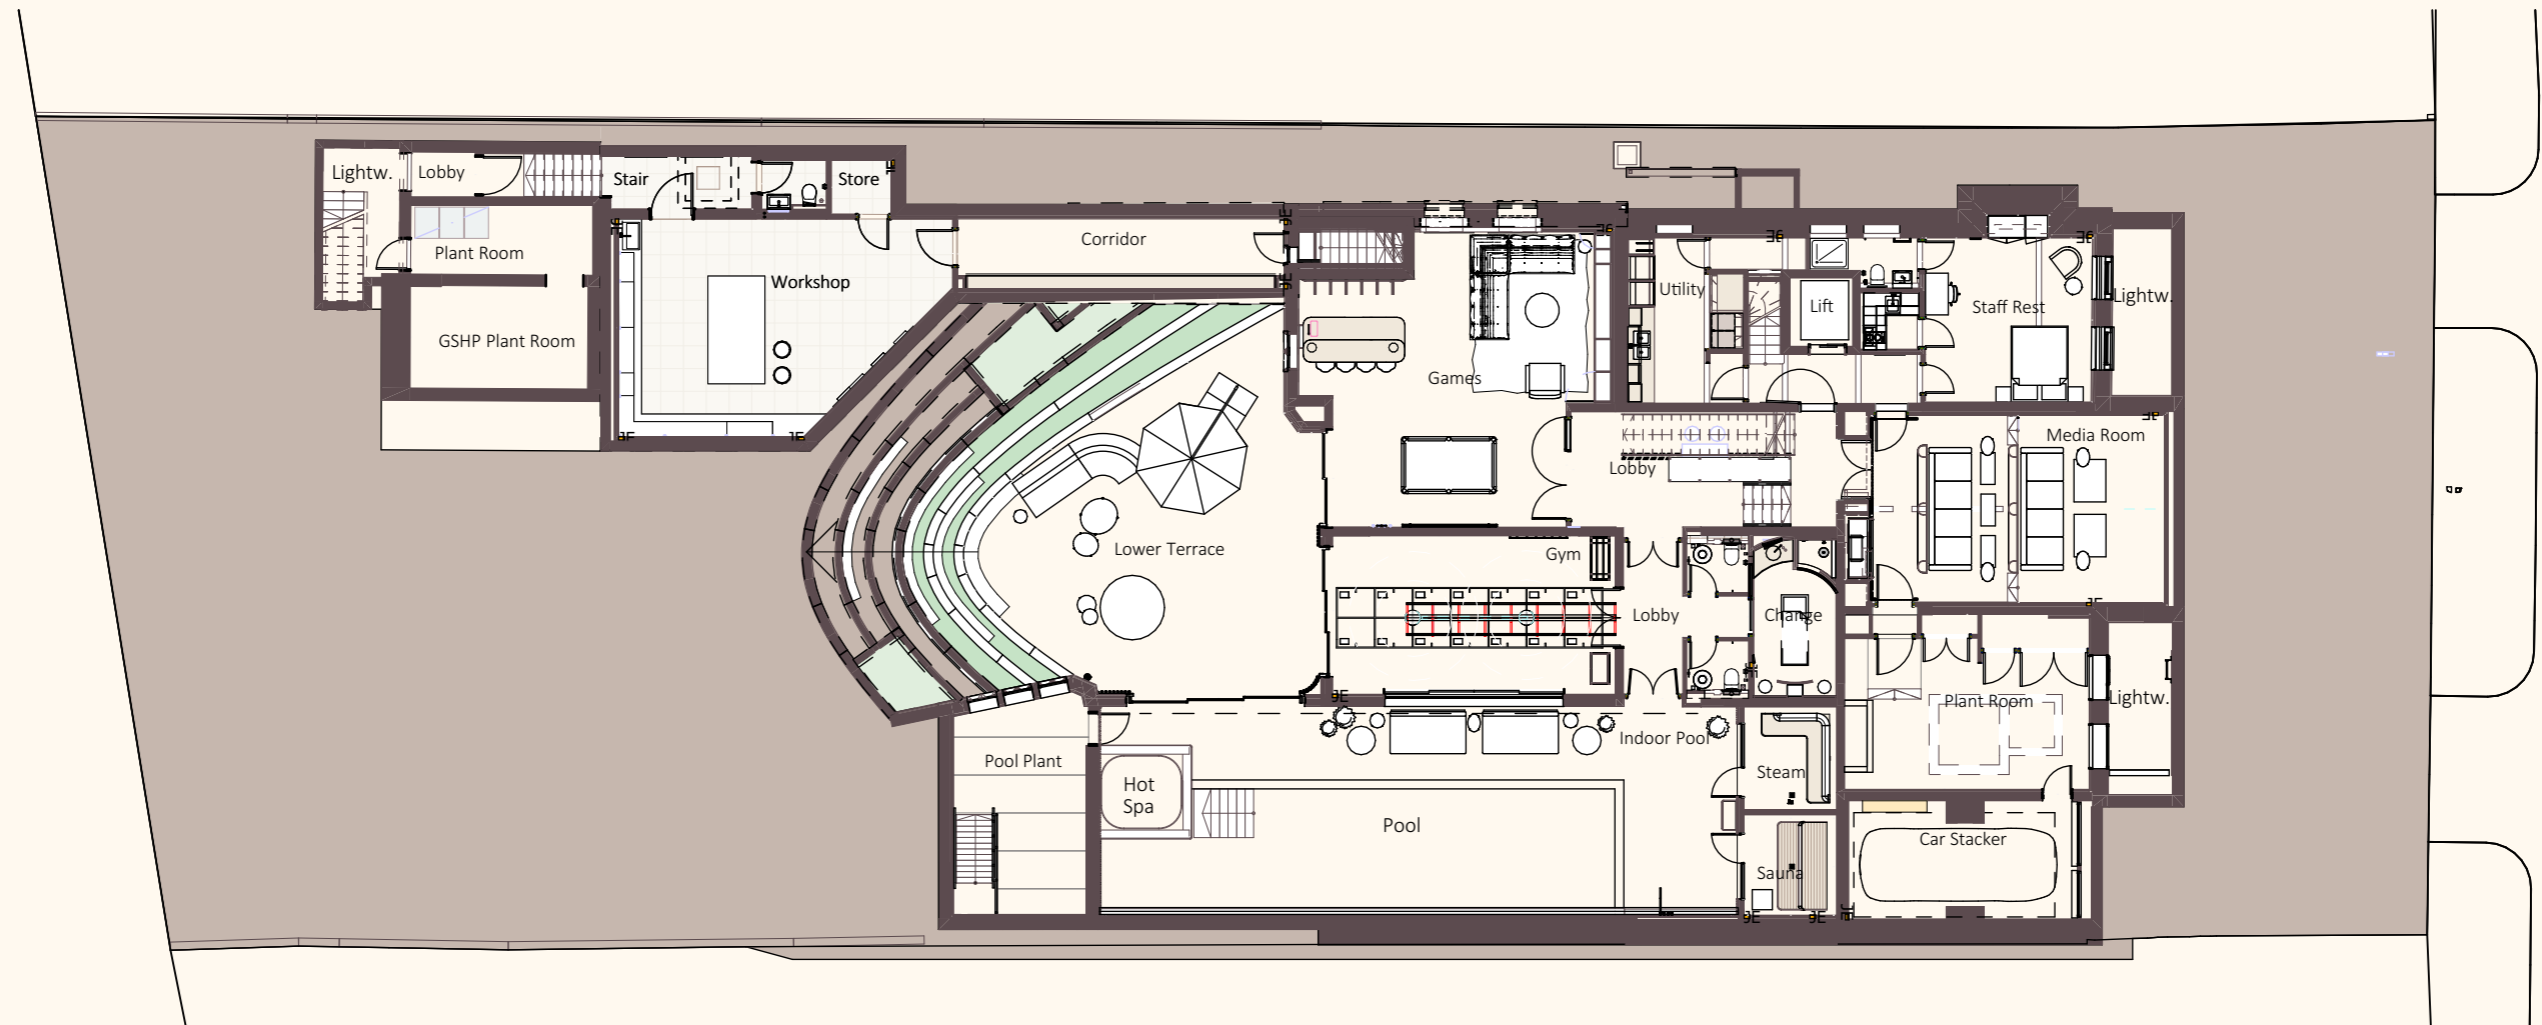 Lightw.
Lobby
Stair
Store
Plant Room
Corridor
Workshop
GSHP Plant Room
Utility
Lift
Staff Rest
Lightw.
Games
Media Room
Lobby
Lower Terrace
Gym
Lobby
Change
Plant Room
Lightw.
Indoor Pool
Pool Plant
Hot
Spa
Steam
Pool
Car Stacker
Sauna